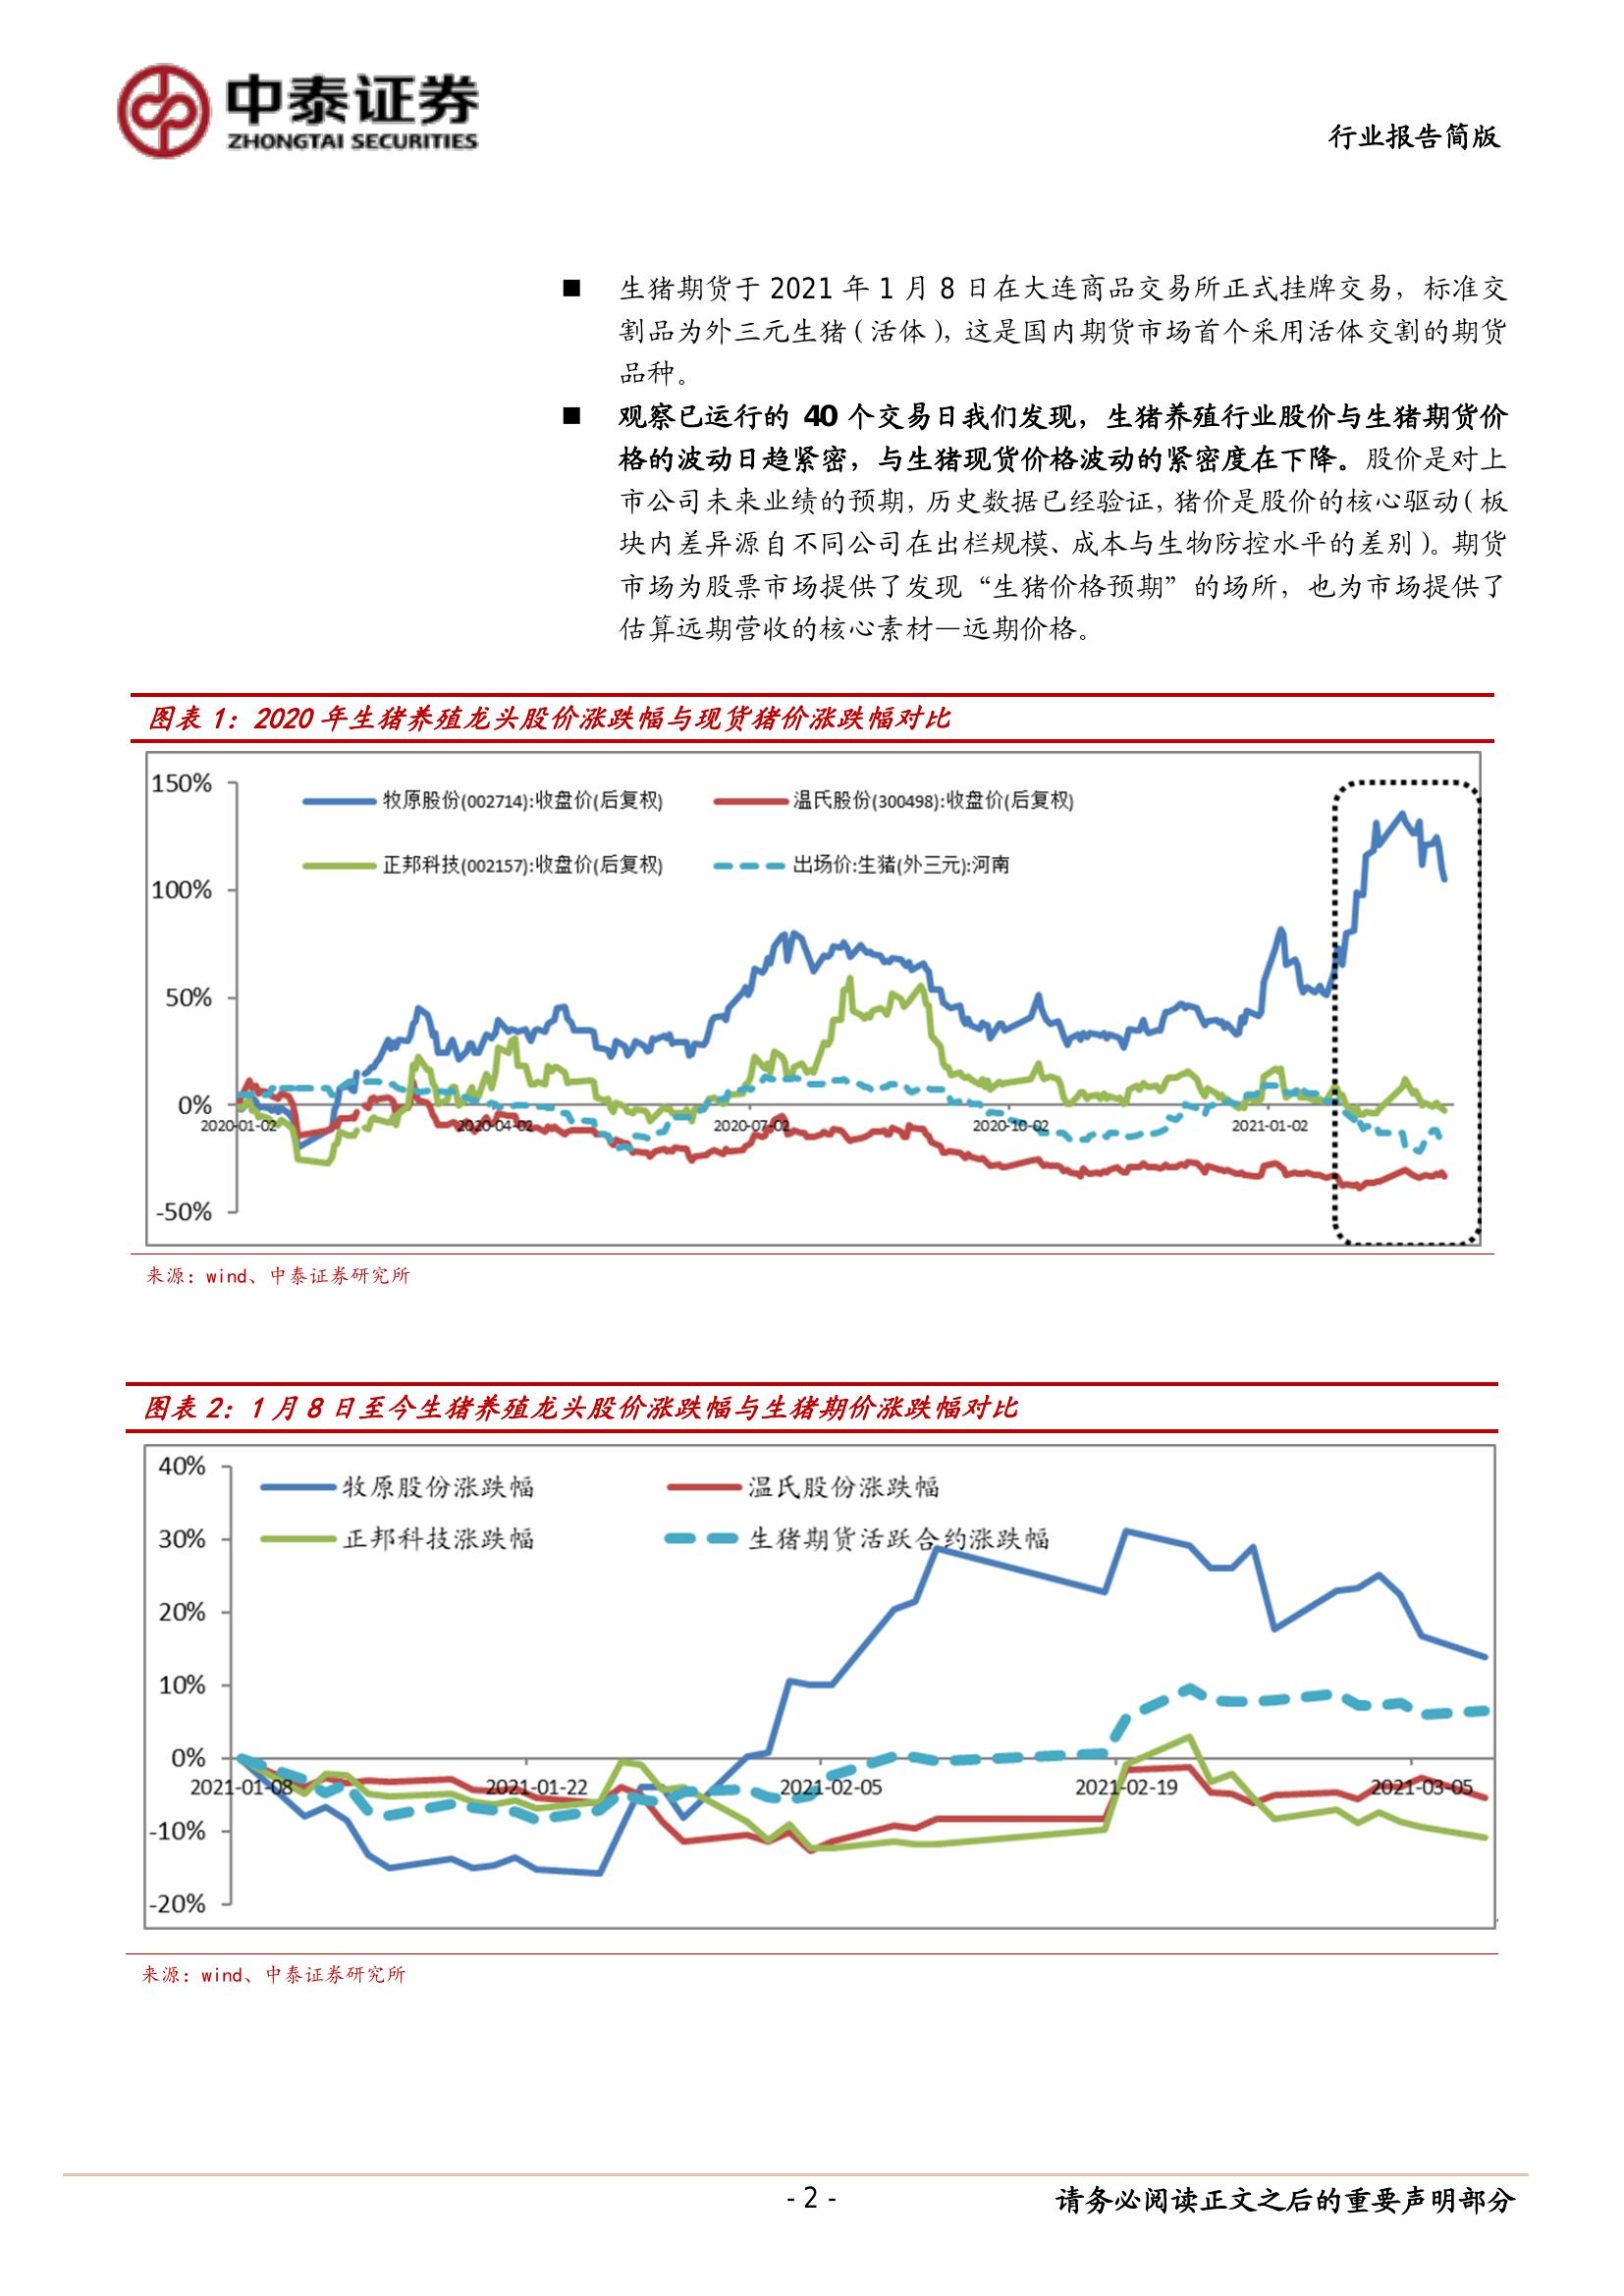 中泰证券
ZHONGTAI SECURITIES
行业报告简版
■ 生猪期货于 2021 年 1 月 8 日在大连商品交易所正式挂牌交易，标准交
割品为外三元生猪（活体），这是国内期货市场首个采用活体交割的期货
品种。
■ 观察已运行的 40 个交易日我们发现，生猪养殖行业股价与生猪期货价
格的波动日趋紧密，与生猪现货价格波动的紧密度在下降。股价是对上
市公司未来业绩的预期，历史数据已经验证，猪价是股价的核心驱动（板
块内差异源自不同公司在出栏规模、成本与生物防控水平的差别）。期货
市场为股票市场提供了发现“生猪价格预期”的场所，也为市场提供了
估算远期营收的核心素材—远期价格。
图表 1：2020 年生猪养殖龙头股价涨跌幅与现货猪价涨跌幅对比
150%
牧原股份(002714):收盘价(后复权)
温氏股份(300498):收盘价(后复权)
正邦科技(002157):收盘价(后复权)
出场价:生猪(外三元):河南
100%
50%
0%
2020-01-02
2020-04-02
2020-07-02
2020-10-02
2021-01-02
-50%
来源：wind、中泰证券研究所
图表 2：1 月 8 日至今生猪养殖龙头股价涨跌幅与生猪期价涨跌幅对比
40%
牧原股份涨跌幅
温氏股份涨跌幅
30%
正邦科技涨跌幅
生猪期货活跃合约涨跌幅
20%
10%
0%
2021-01-08
2021-01-22
2021-02-05
2021-02-19
2021-03-05
-10%
-20%
来源：wind、中泰证券研究所
- 2 -
请务必阅读正文之后的重要声明部分